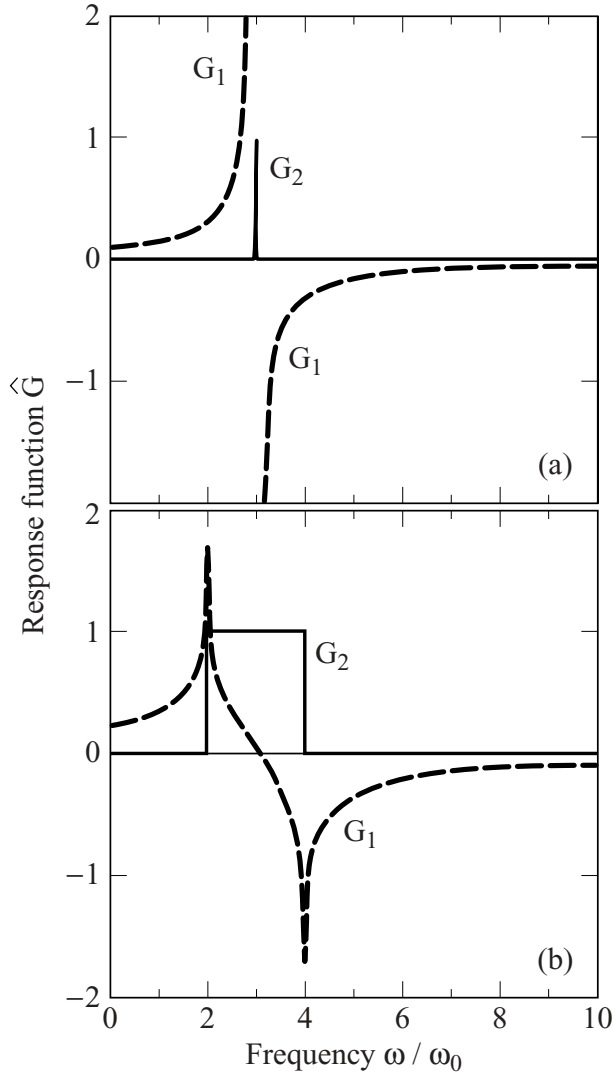 2
G₁
1
G₂
0
G₁
−1
(a)
Response function Ĝ
2
1
G₂
0
G₁
−1
(b)
−2
0 2 4 6 8 10
Frequency ω / ω₀